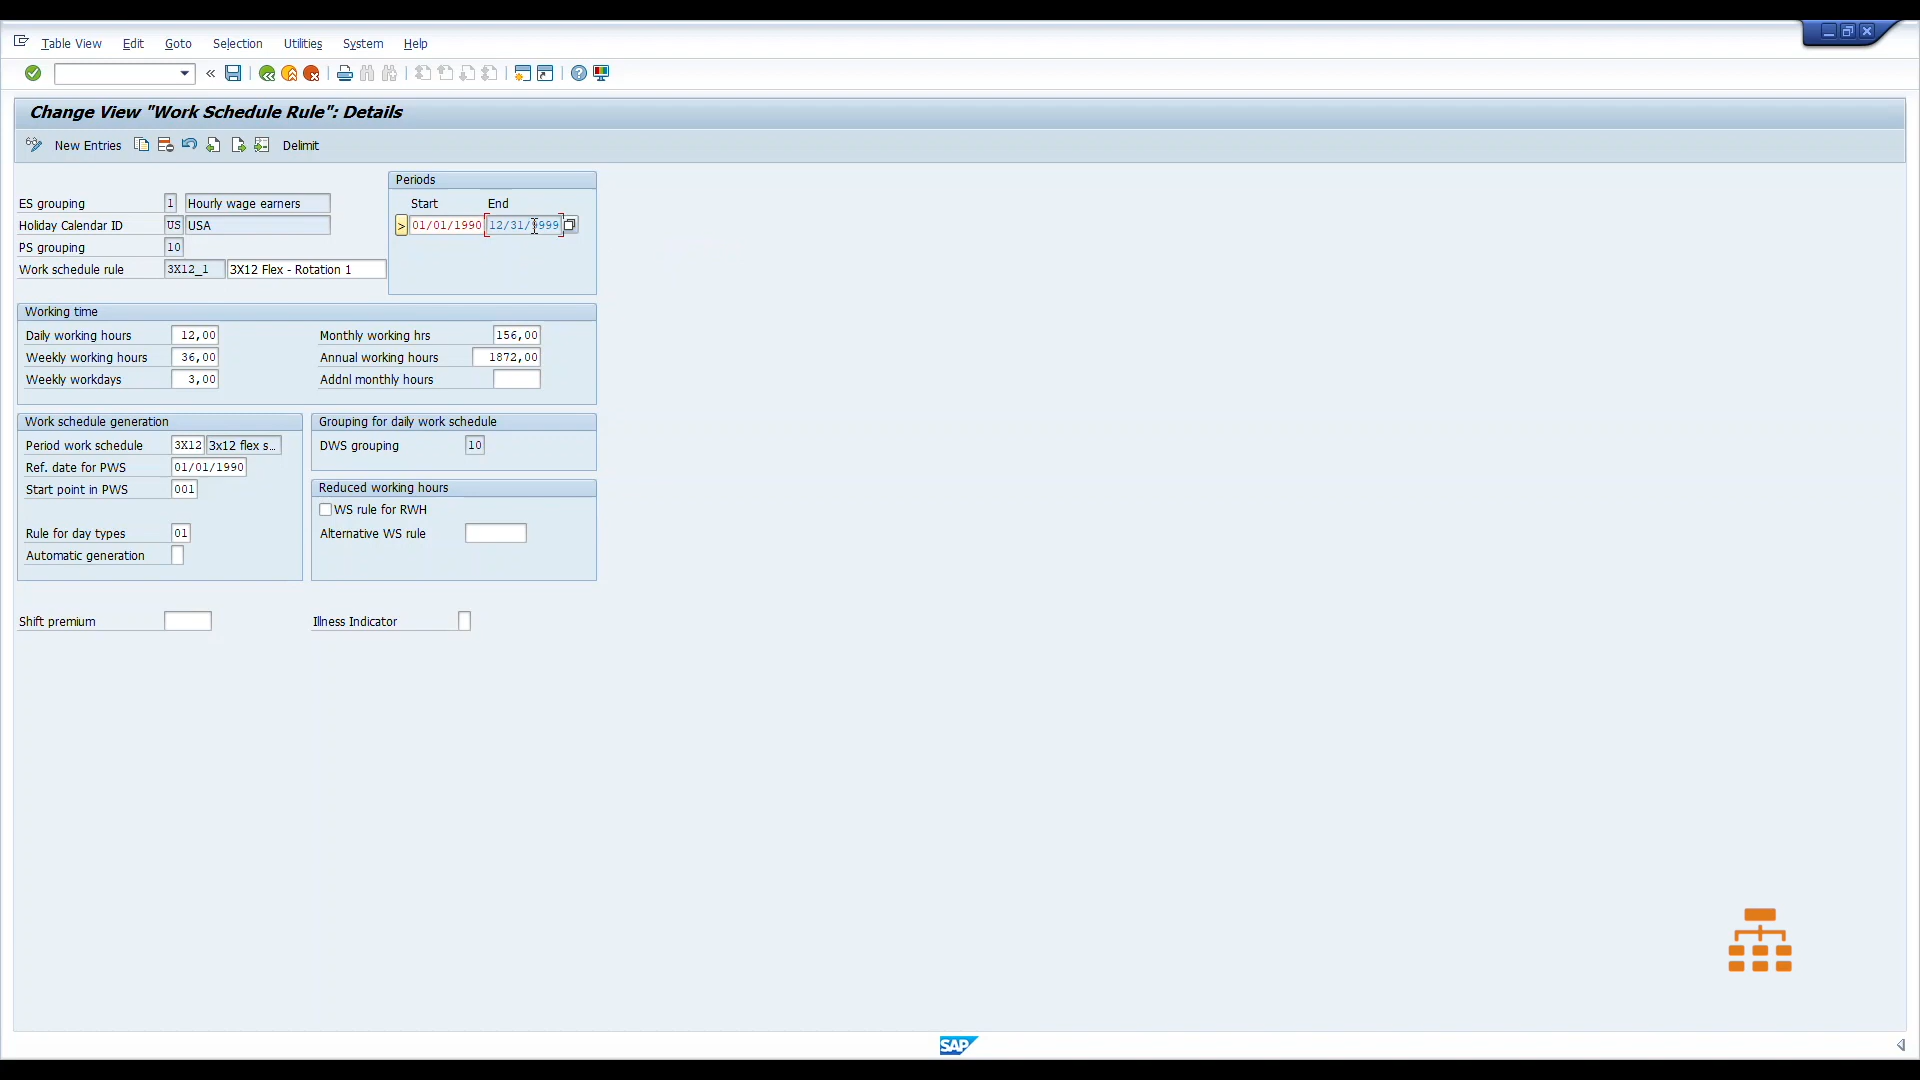 Table View Edit Goto Selection Utilities System Help
«
Change View "Work Schedule Rule": Details
New Entries Delimit
Periods
Start End
ES grouping 1 Hourly wage earners
> 01/01/1990 12/31/9999
Holiday Calendar ID US USA
PS grouping 10
Work schedule rule 3X12_1 3X12 Flex - Rotation 1
Working time
Daily working hours 12,00 Monthly working hrs 156,00
Weekly working hours 36,00 Annual working hours 1872,00
Weekly workdays 3,00 Addnl monthly hours
Work schedule generation Grouping for daily work schedule
Period work schedule 3X12 3x12 flex s... DWS grouping 10
Ref. date for PWS 01/01/1990
Start point in PWS 001
Reduced working hours
WS rule for RWH
Rule for day types 01 Alternative WS rule
Automatic generation
Shift premium Illness Indicator
SAP